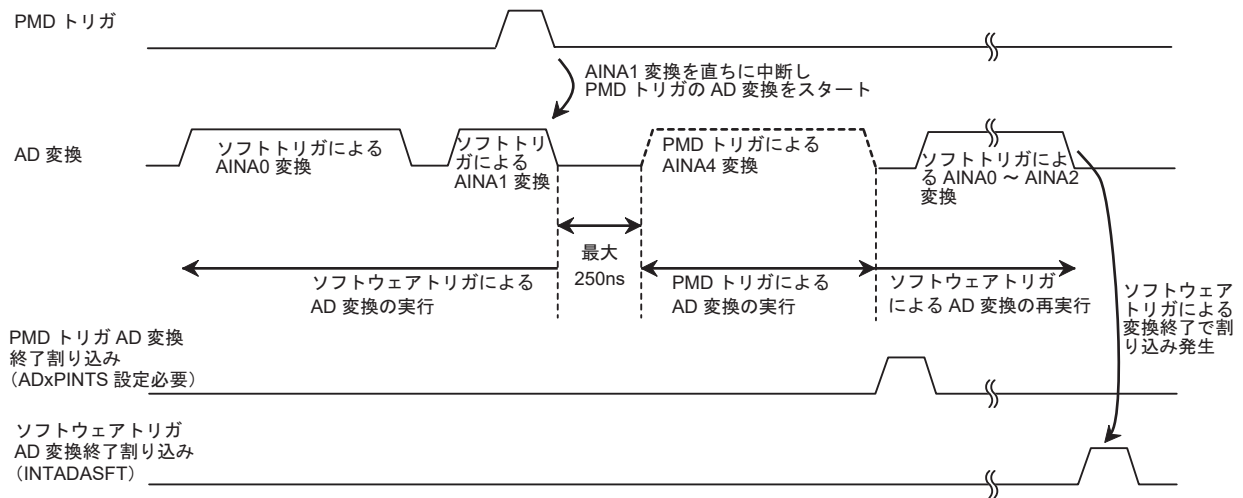 PMD トリガ
AINA1 変換を直ちに中断し
PMD トリガの AD 変換をスタート
AD 変換
ソフトトリガによる
AINA0 変換
ソフトトリ
ガによる
AINA1 変換
PMD トリガによる
AINA4 変換
ソフトトリガによ
る AINA0 ～ AINA2
変換
最大
250ns
ソフトウェアトリガによる
AD 変換の実行
PMD トリガによる
AD 変換の実行
ソフトウェアトリガ
による AD 変換の再実行
ソフトウェア
トリガによる
変換終了で割
り込み発生
PMD トリガ AD 変換
終了割り込み
（ADxPINTS 設定必要）
ソフトウェアトリガ
AD 変換終了割り込み
（INTADASFT）